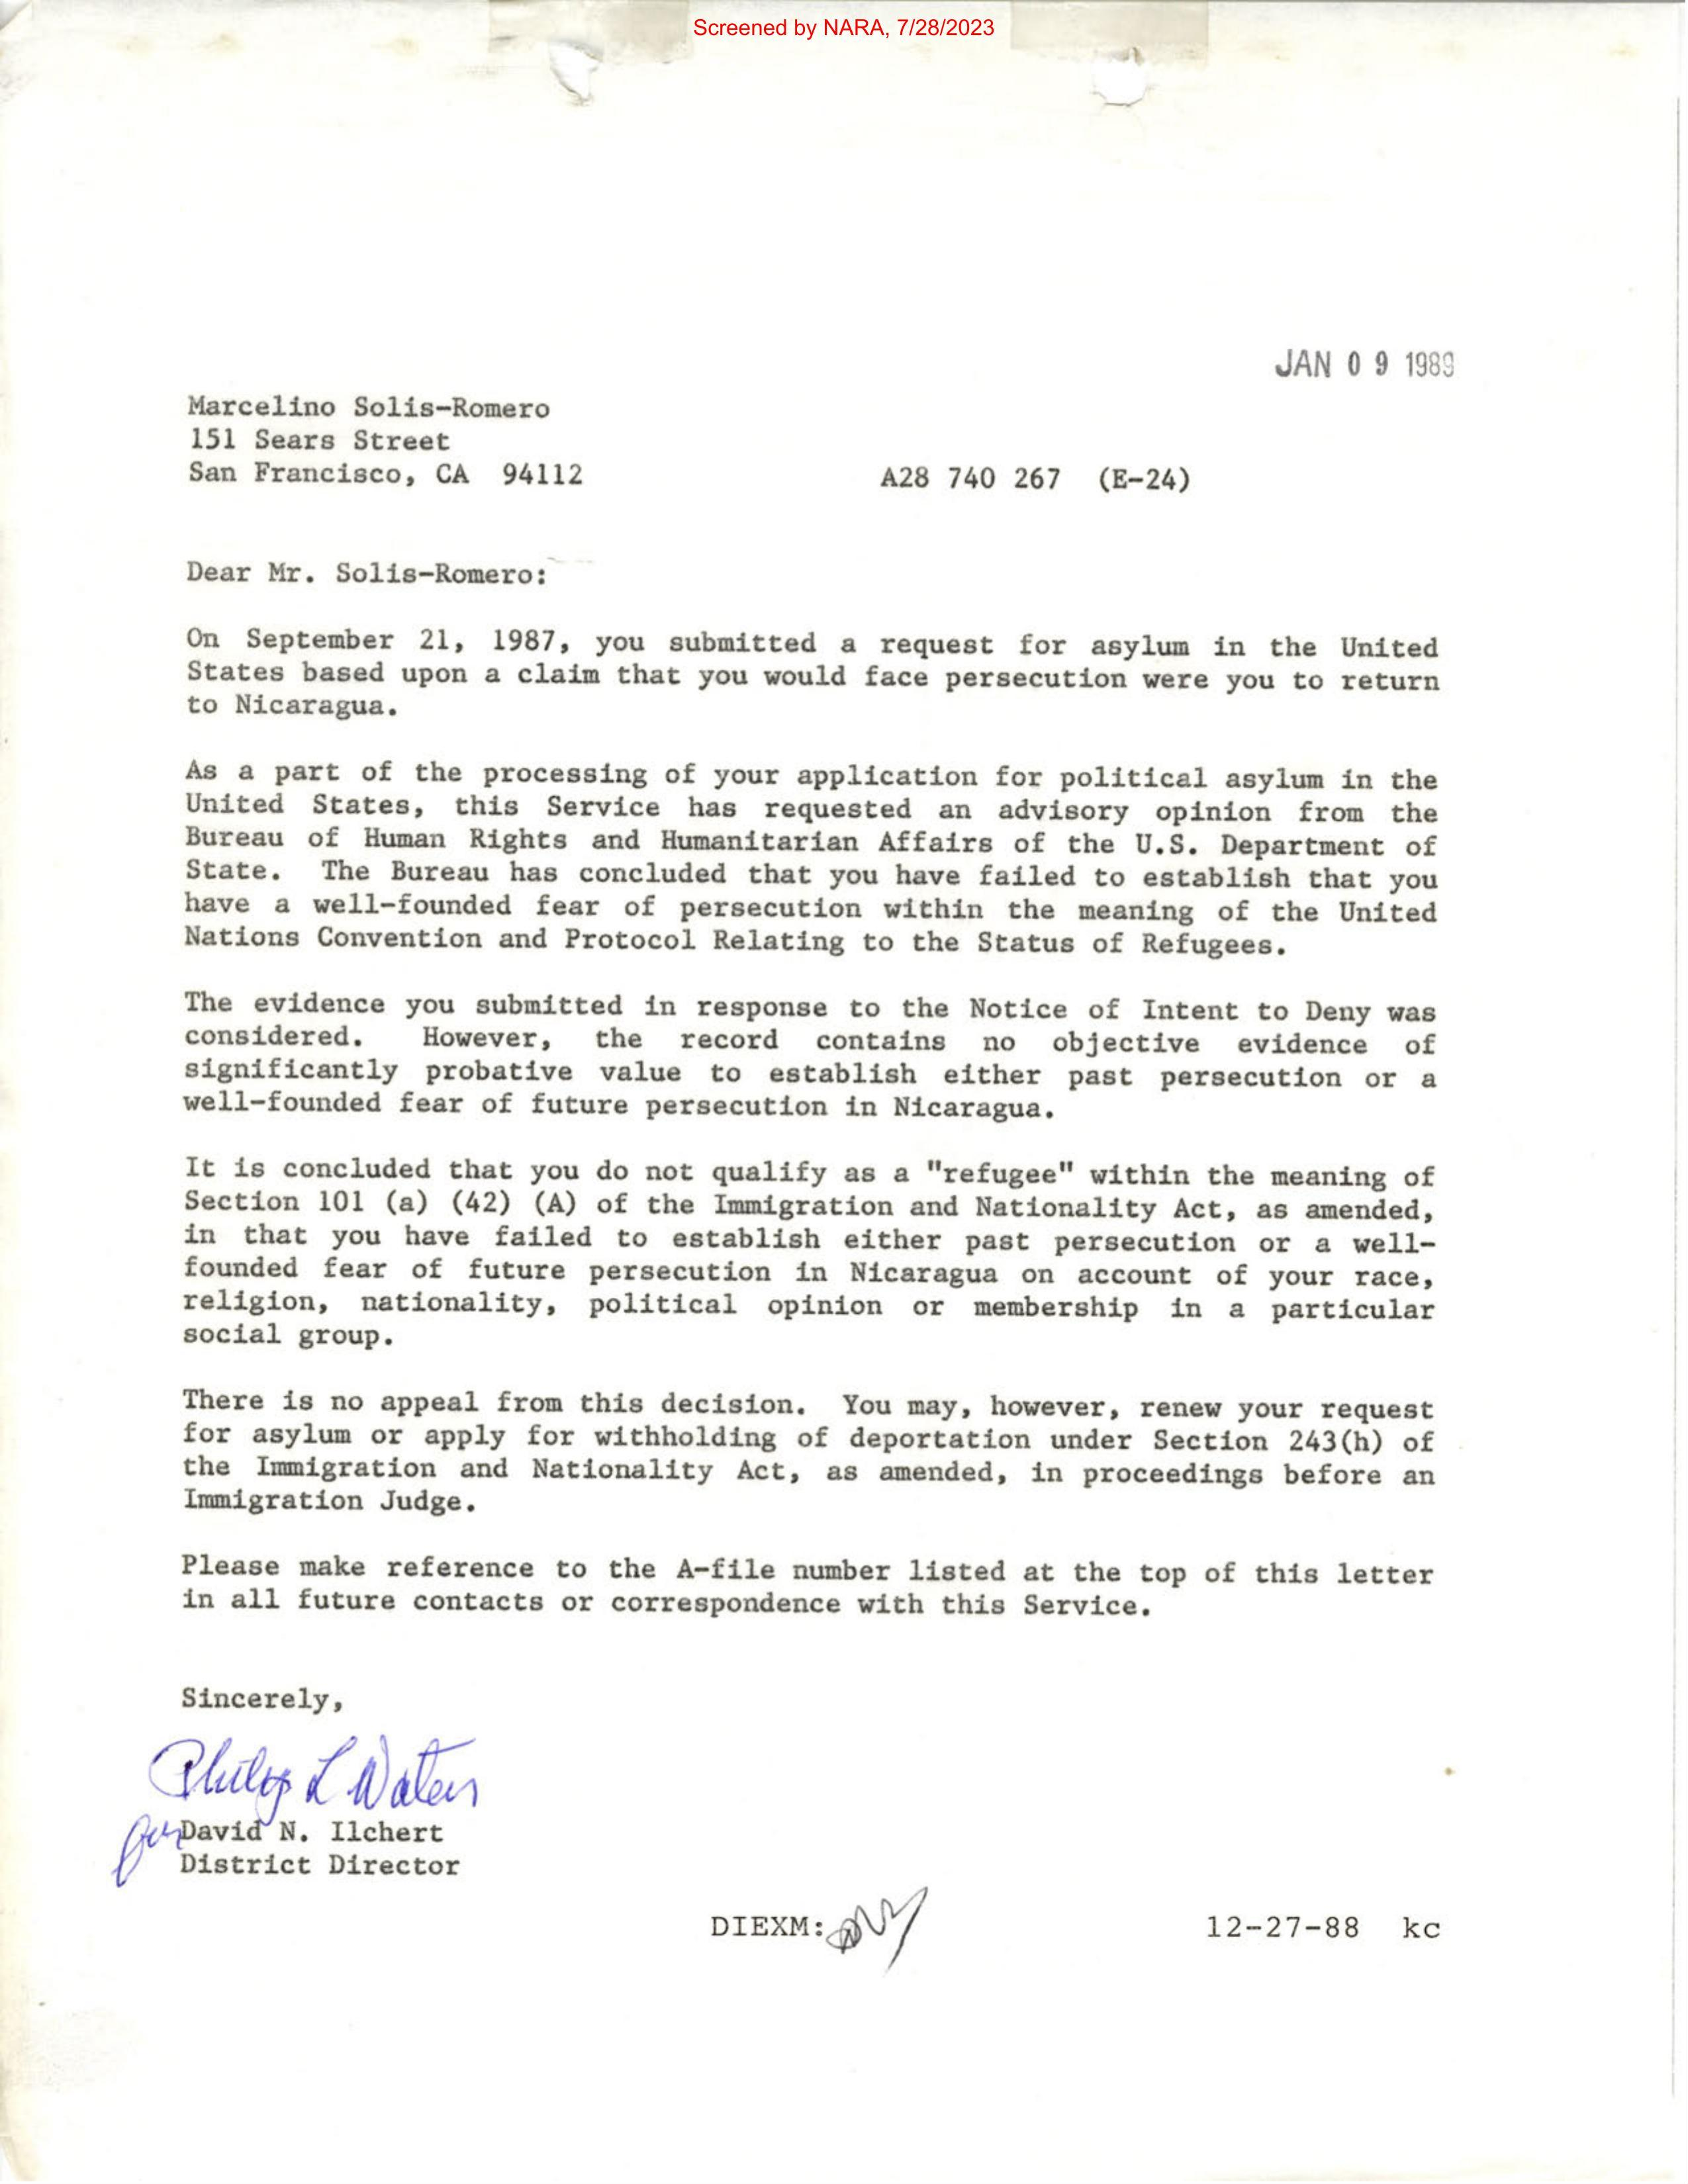 Screened by NARA, 7/28/2023
JAN 09 1989
Marcelino Solis-Romero
151 Sears Street
San Francisco, CA 94112
A28 740 267 (E-24)
Dear Mr. Solis-Romero:
On September 21, 1987, you submitted a request for asylum in the United
States based upon a claim that you would face persecution were you to return
to Nicaragua.
As a part of the processing of your application for political asylum in the
United States, this Service has requested an advisory opinion from the
Bureau of Human Rights and Humanitarian Affairs of the U.S. Department of
State. The Bureau has concluded that you have failed to establish that you
have a well-founded fear of persecution within the meaning of the United
Nations Convention and Protocol Relating to the Status of Refugees.
The evidence you submitted in response to the Notice of Intent to Deny was
considered. However, the record contains no objective evidence of
significantly probative value to establish either past persecution or a
well-founded fear of future persecution in Nicaragua.
It is concluded that you do not qualify as a "refugee" within the meaning of
Section 101 (a) (42) (A) of the Immigration and Nationality Act, as amended,
in that you have failed to establish either past persecution or a well-
founded fear of future persecution in Nicaragua on account of your race,
religion, nationality, political opinion or membership in a particular
social group.
There is no appeal from this decision. You may, however, renew your request
for asylum or apply for withholding of deportation under Section 243(h) of
the Immigration and Nationality Act, as amended, in proceedings before an
Immigration Judge.
Please make reference to the A-file number listed at the top of this letter
in all future contacts or correspondence with this Service.
Sincerely,
Philip L Waters
for David N. Ilchert
District Director
DIEXM:
12-27-88 kc